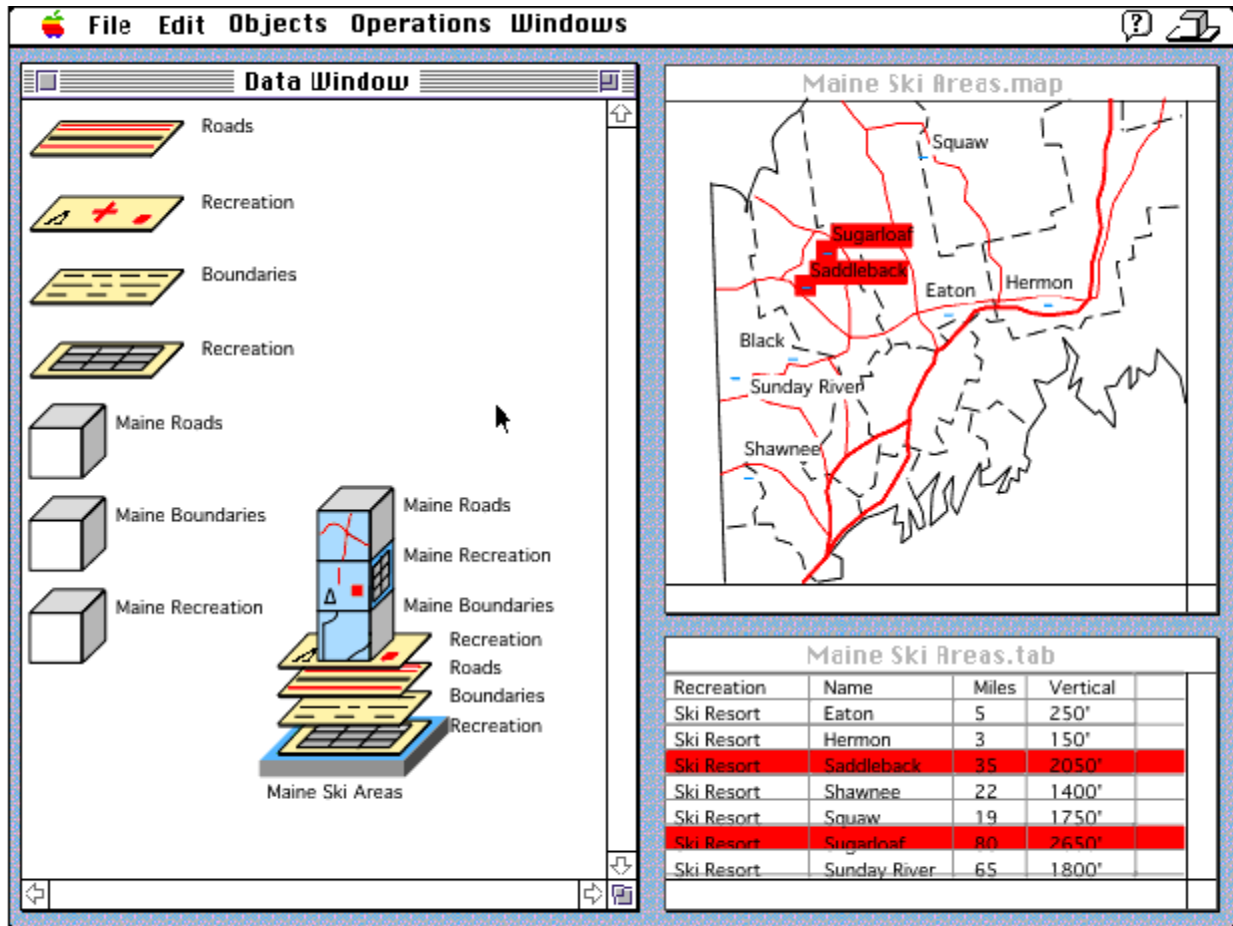 File Edit Objects Operations Windows
Data Window
Roads
Recreation
Boundaries
Recreation
Maine Roads
Maine Boundaries
Maine Recreation
Maine Roads
Maine Recreation
Maine Boundaries
Recreation
Roads
Boundaries
Recreation
Maine Ski Areas
Maine Ski Areas.map
Squaw
Sugarloaf
Saddleback
Eaton
Hermon
Black
Sunday River
Shawnee
Maine Ski Areas.tab
Recreation Name Miles Vertical
Ski Resort Eaton 5 250'
Ski Resort Hermon 3 150'
Ski Resort Saddleback 35 2050'
Ski Resort Shawnee 22 1400'
Ski Resort Squaw 19 1750'
Ski Resort Sugarloaf 80 2650'
Ski Resort Sunday River 65 1800'